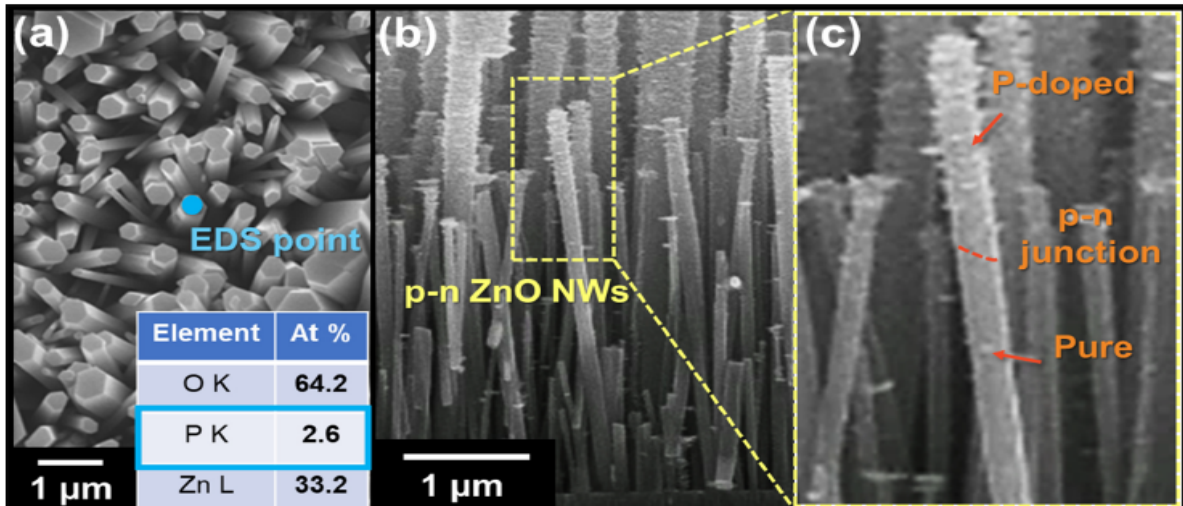 (a)
EDS point
Element At %
O K 64.2
P K 2.6
Zn L 33.2
1 µm
(b)
p-n ZnO NWs
1 µm
(c)
P-doped
p-n
junction
Pure